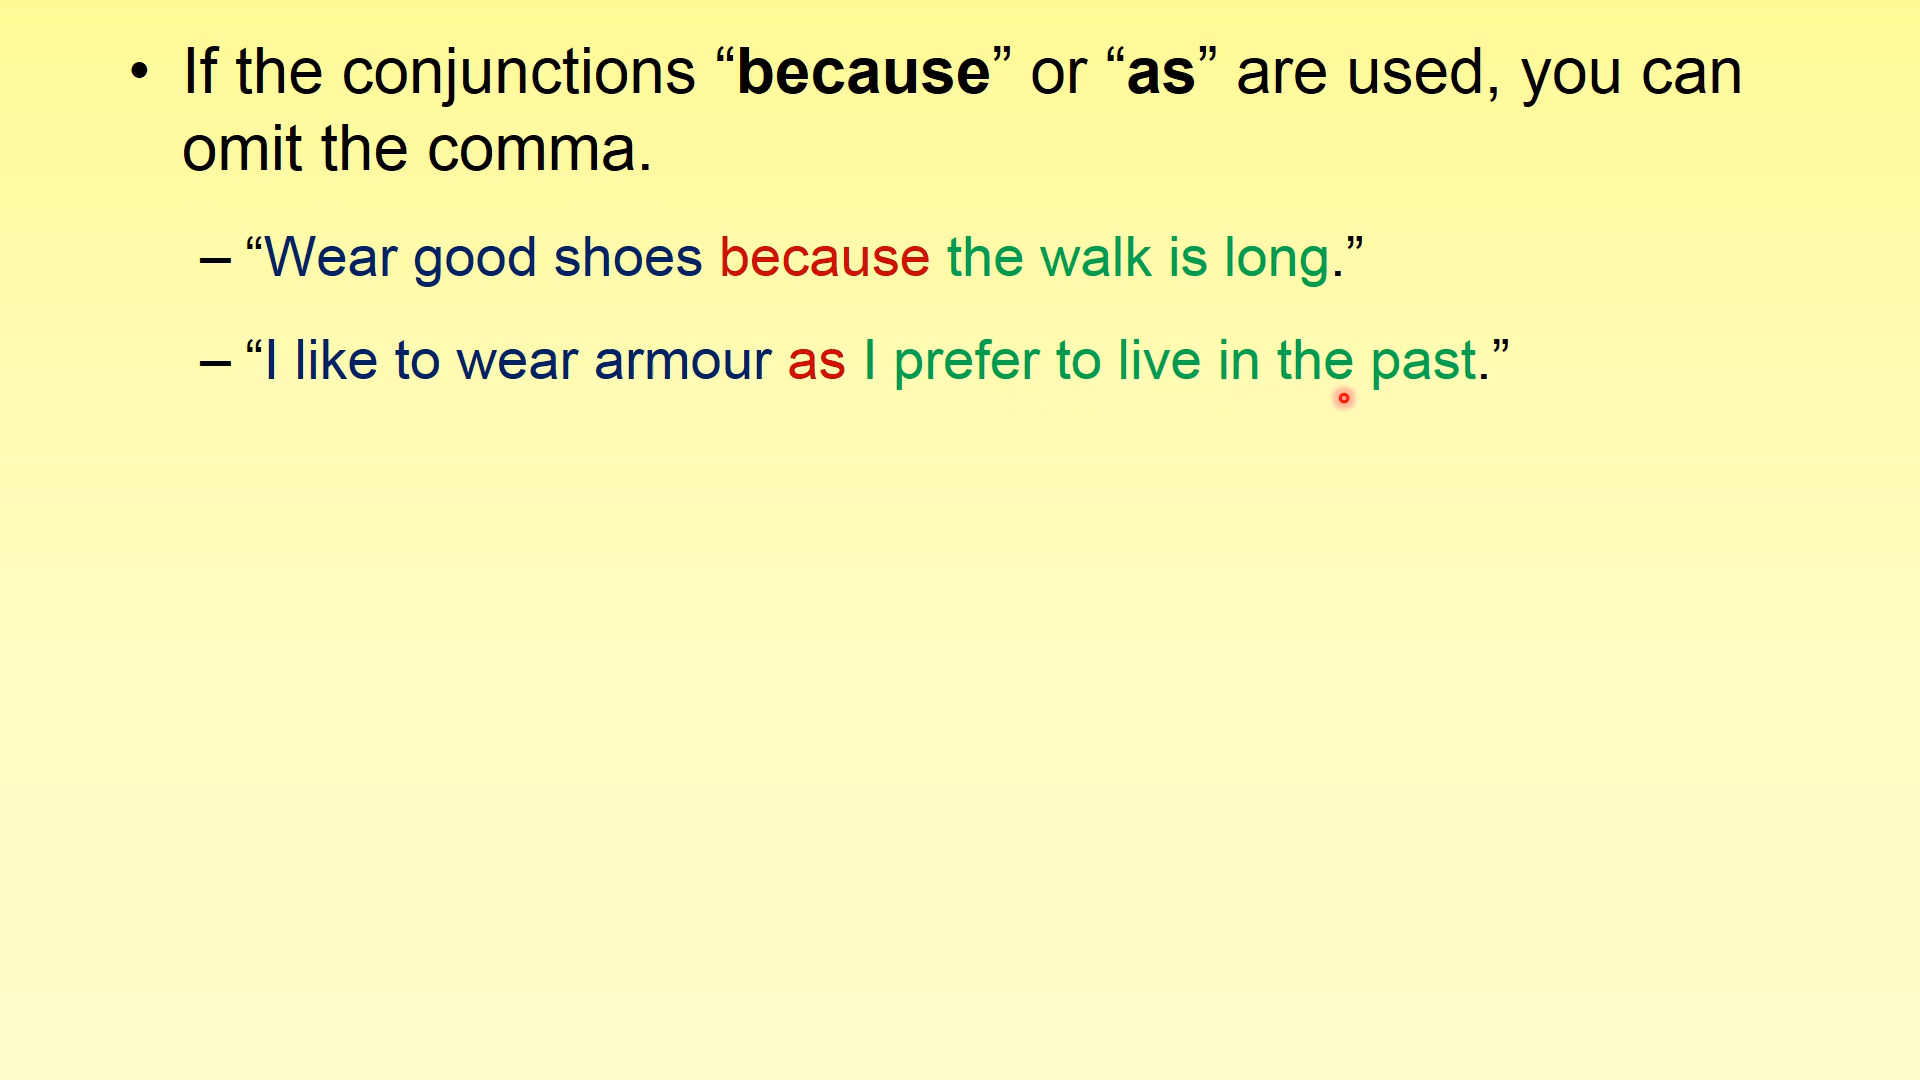 • If the conjunctions “because” or “as” are used, you can
omit the comma.
– “Wear good shoes because the walk is long.”
– “I like to wear armour as I prefer to live in the past.”